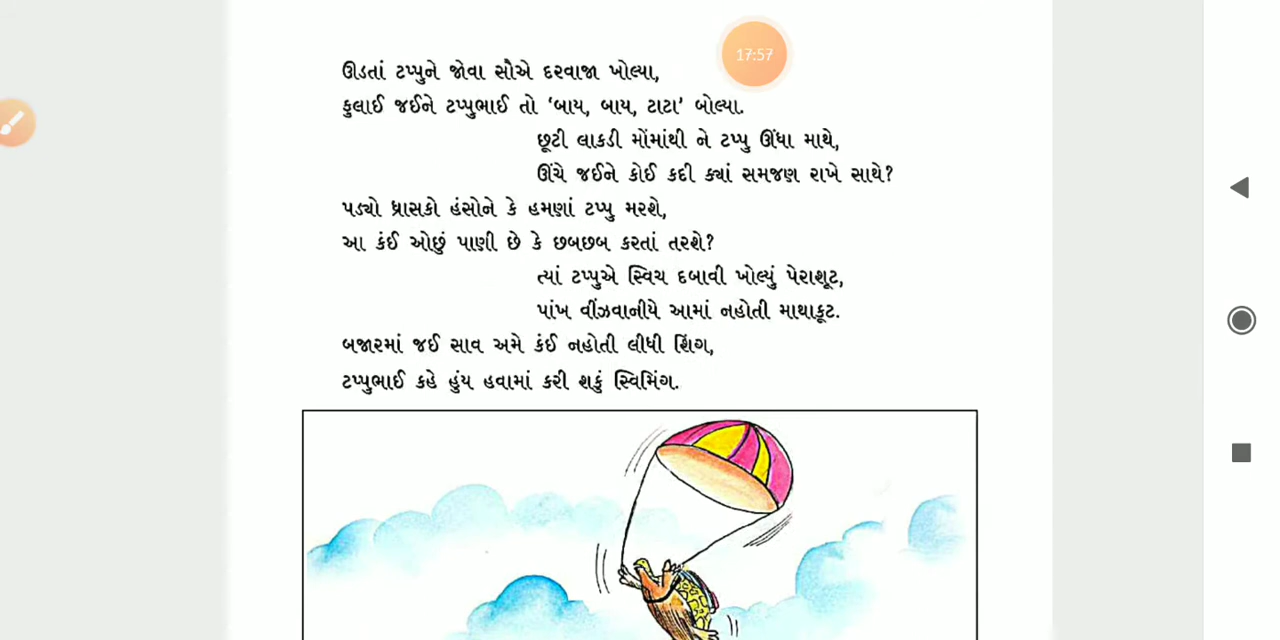 17:57
ઊડતાં ટપ્પુને જોવા સૌએ દરવાજા ખોલ્યા,
ફુલાઈ જઈને ટપ્પુભાઈ તો ‘બાય, બાય, ટાટા’ બોલ્યા.
છૂટી લાકડી મોંમાંથી ને ટપ્પુ ઊંધા માથે,
ઊંચે જઈને કોઈ કદી ક્યાં સમજણ રાખે સાથે?
પડ્યો ધ્રાસકો હંસોને કે હમણાં ટપ્પુ મરશે,
આ કંઈ ઓછું પાણી છે કે છબછબ કરતાં તરશે?
ત્યાં ટપ્પુએ સ્વિચ દબાવી ખોલ્યું પેરાશૂટ,
પાંખ વીંઝવાનીયે આમાં નહોતી માથાકૂટ.
બજારમાં જઈ સાવ અમે કંઈ નહોતી લીધી શિંગ,
ટપ્પુભાઈ કહે હુંય હવામાં કરી શકું સ્વિમિંગ.